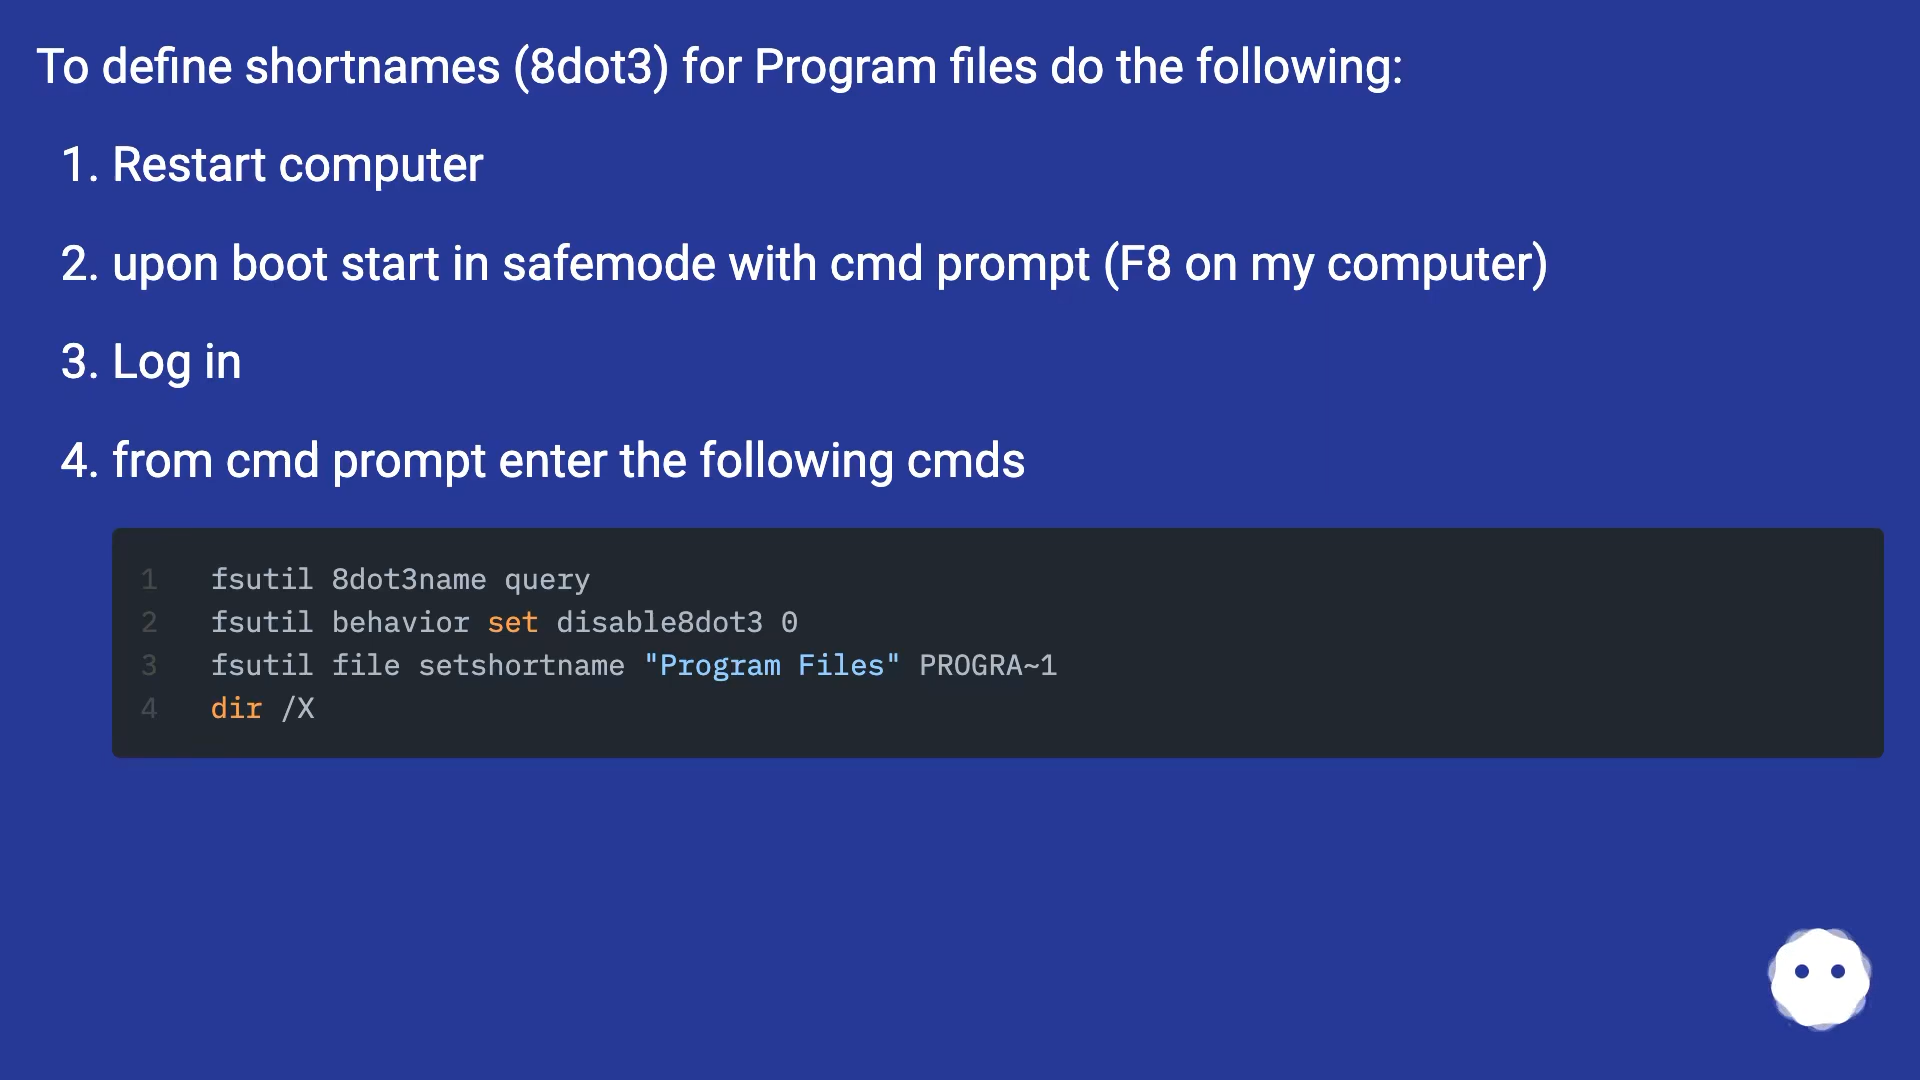 To define shortnames (8dot3) for Program files do the following:
1. Restart computer
2. upon boot start in safemode with cmd prompt (F8 on my computer)
3. Log in
4. from cmd prompt enter the following cmds
1 fsutil 8dot3name query
2 fsutil behavior set disable8dot3 0
3 fsutil file setshortname "Program Files" PROGRA~1
4 dir /X